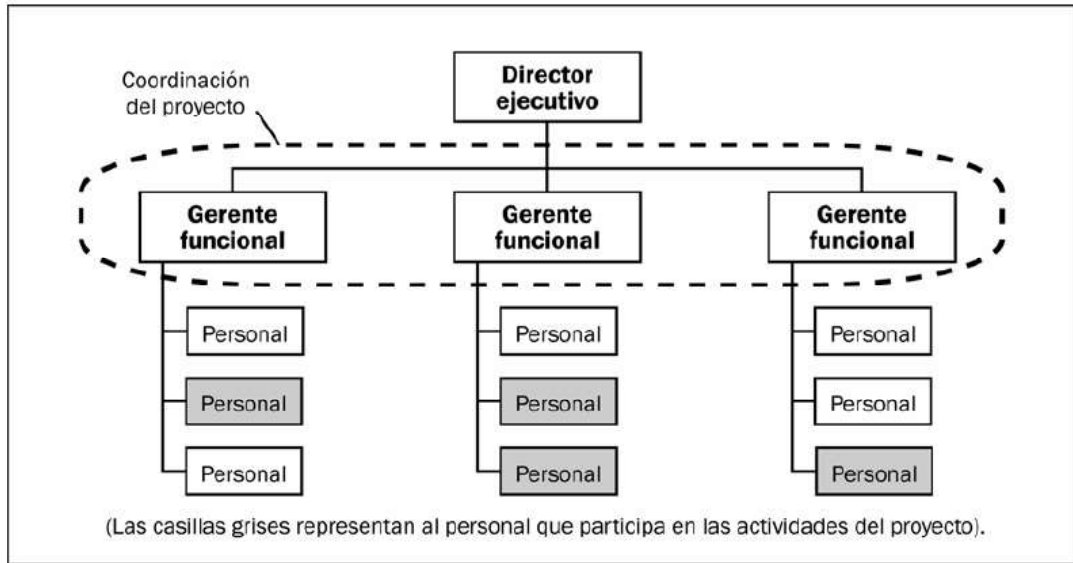 Coordinación
del proyecto
Director
ejecutivo
Gerente
funcional
Gerente
funcional
Gerente
funcional
Personal
Personal
Personal
Personal
Personal
Personal
Personal
Personal
Personal
(Las casillas grises representan al personal que participa en las actividades del proyecto).